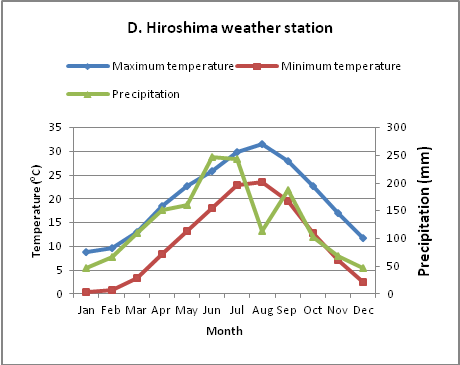 D. Hiroshima weather station
Maximum temperature Minimum temperature
Precipitation
Temperature (⁰C)
35
30
25
20
15
10
5
0
300
250
200
150
100
50
0
Precipitation (mm)
Jan Feb Mar Apr May Jun Jul Aug Sep Oct Nov Dec
Month